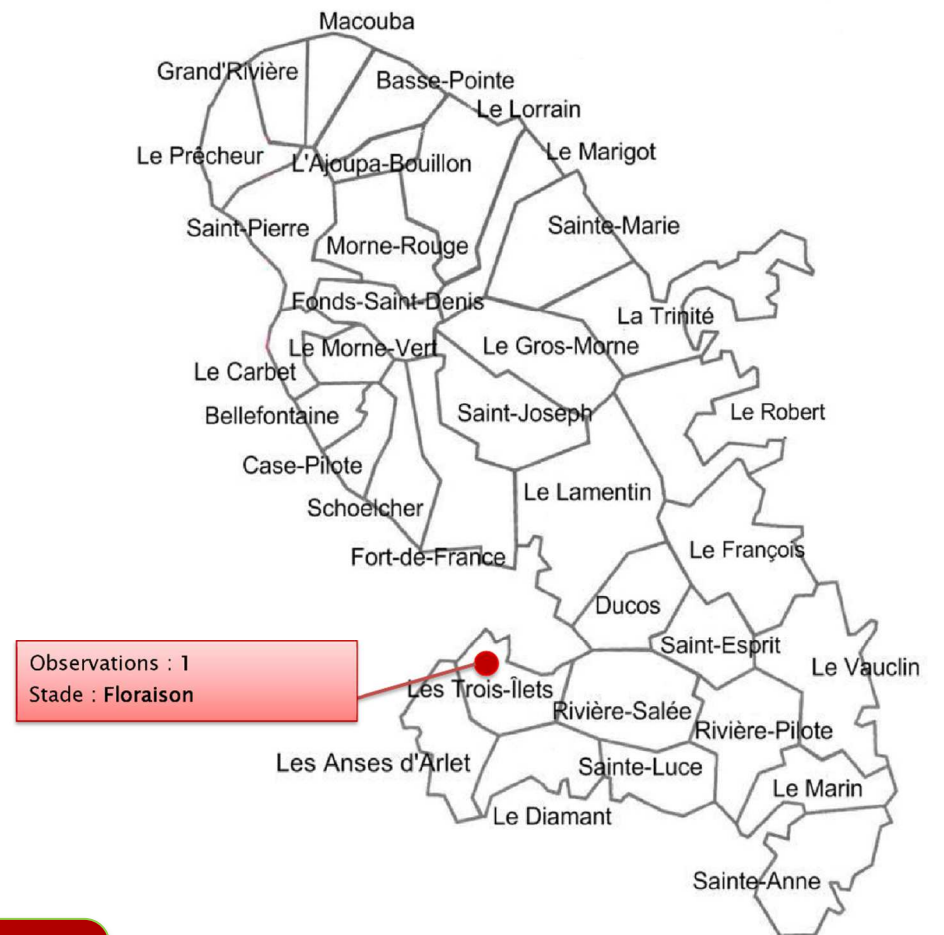 Macouba
Grand'Rivière
Basse-Pointe
Le Lorrain
Le Prêcheur
L'Ajoupa-Bouillon
Le Marigot
Saint-Pierre
Morne-Rouge
Sainte-Marie
Fonds-Saint-Denis
La Trinité
Le Morne-Vert
Le Gros-Morne
Le Carbet
Bellefontaine
Saint-Joseph
Le Robert
Case-Pilote
Le Lamentin
Schoelcher
Fort-de-France
Le François
Ducos
Saint-Esprit
Observations : 1
Stade : Floraison
Le Vauclin
Les Trois-Îlets
Rivière-Salée
Rivière-Pilote
Les Anses d'Arlet
Sainte-Luce
Le Marin
Le Diamant
Sainte-Anne